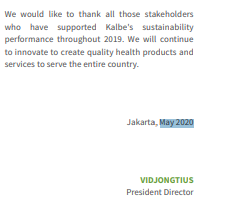 We would like to thank all those stakeholders
who have supported Kalbe's sustainability
performance throughout 2019. We will continue
to innovate to create quality health products and
services to serve the entire country.
Jakarta, May 2020
VIDJONGTIUS
President Director